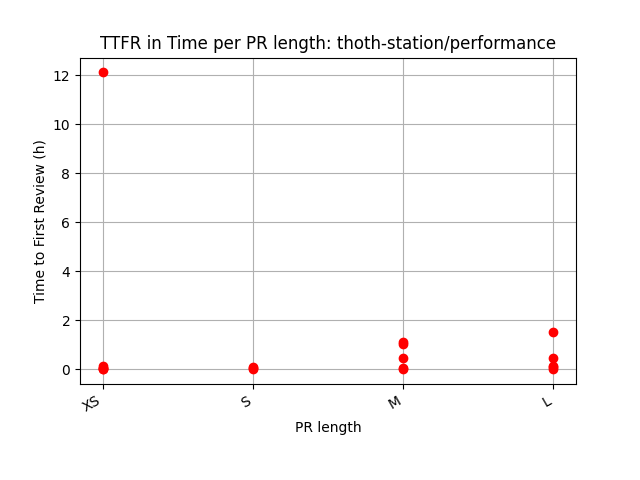 TTFR in Time per PR length: thoth-station/performance
Time to First Review (h)
12
10
8
6
4
2
0
XS
S
M
L
PR length